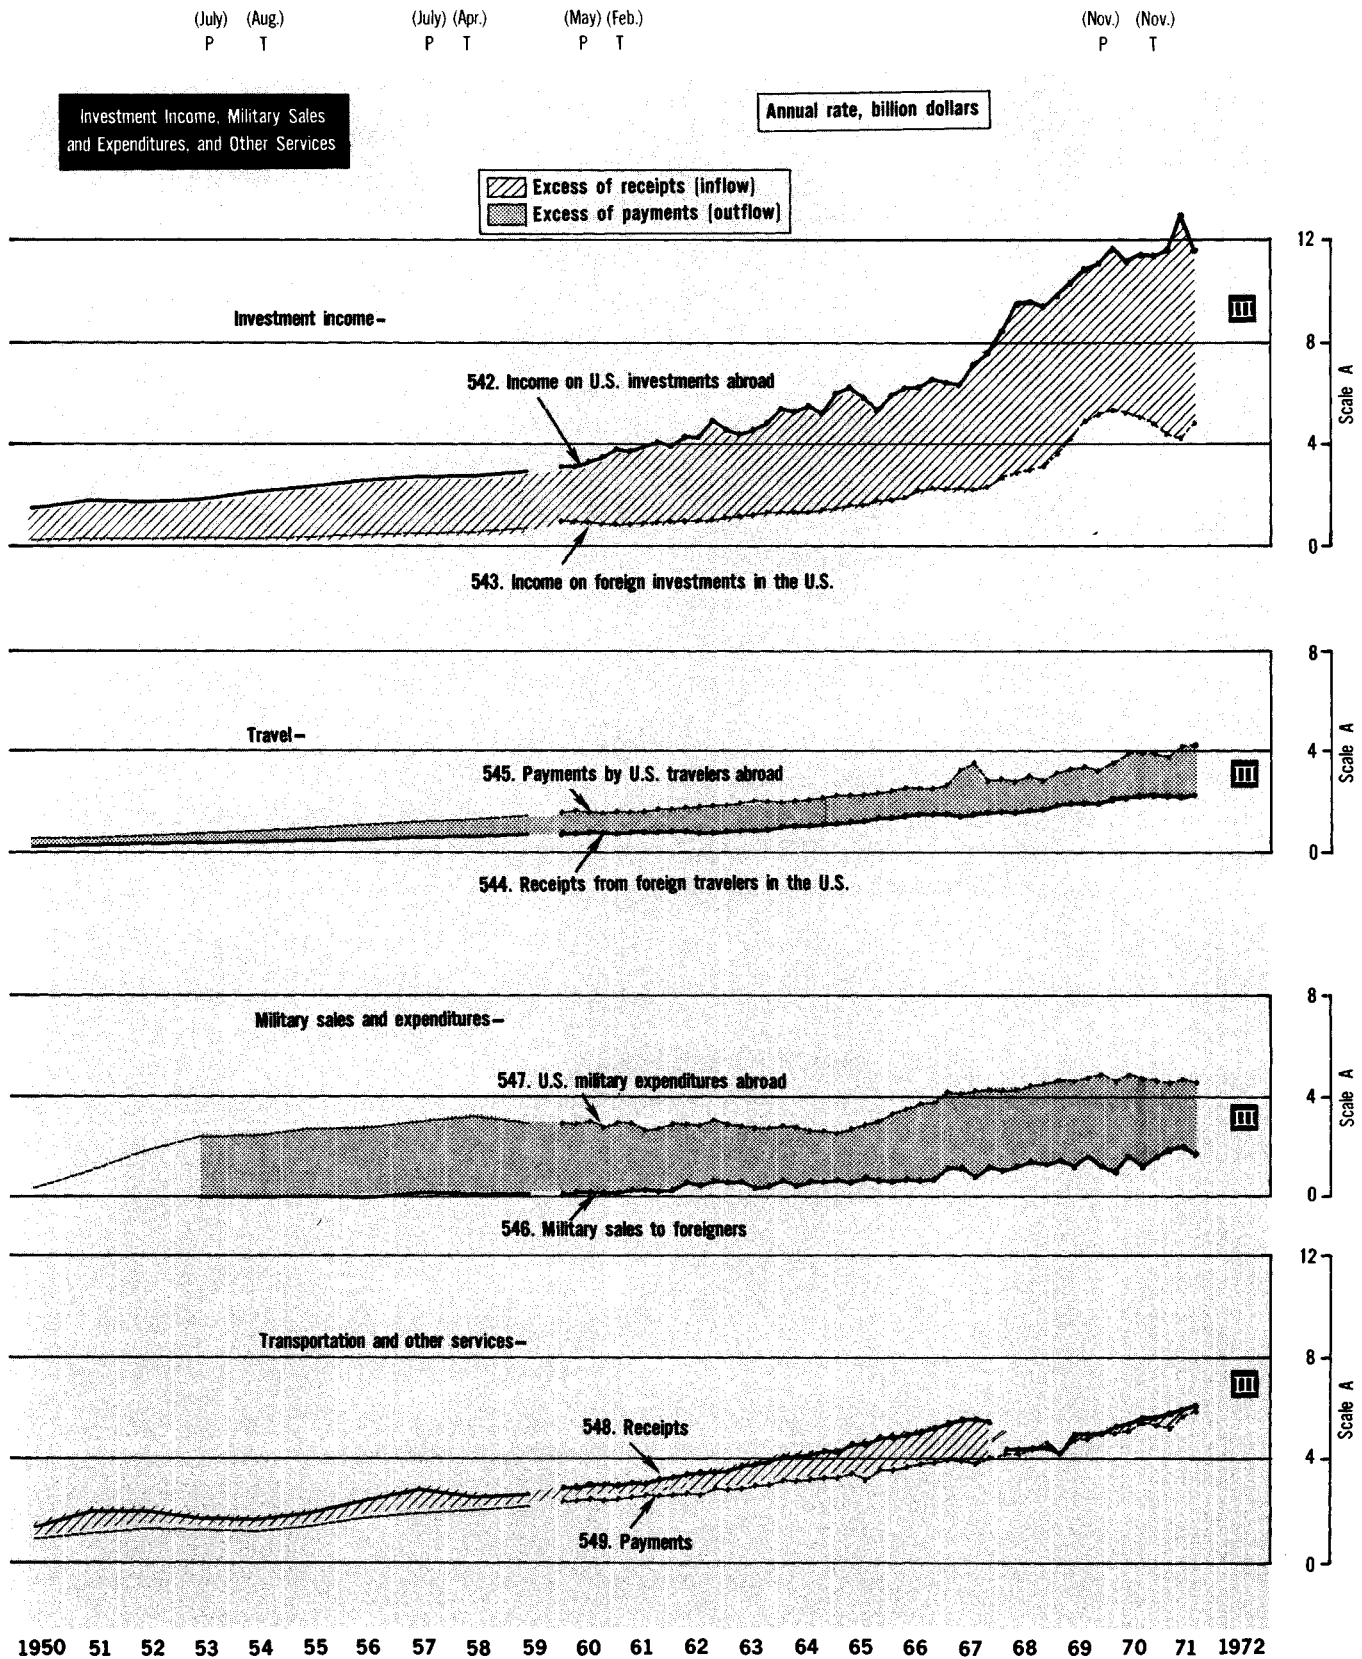 (July) (Aug.) (July) (Apr.) (May) (Feb.) (Nov.) (Nov.)
P T P T P T P T
Investment Income, Military Sales
and Expenditures, and Other Services
Annual rate, billion dollars
Excess of receipts (inflow)
Excess of payments (outflow)
12
Investment income–
III
8
542. Income on U.S. investments abroad
Scale A
4
0
543. Income on foreign investments in the U.S.
8
Travel–
4
545. Payments by U.S. travelers abroad
III
Scale A
0
544. Receipts from foreign travelers in the U.S.
8
Military sales and expenditures–
547. U.S. military expenditures abroad
4
III
Scale A
0
546. Military sales to foreigners
12
Transportation and other services–
8
III
548. Receipts
Scale A
4
549. Payments
0
1950 51 52 53 54 55 56 57 58 59 60 61 62 63 64 65 66 67 68 69 70 71 1972